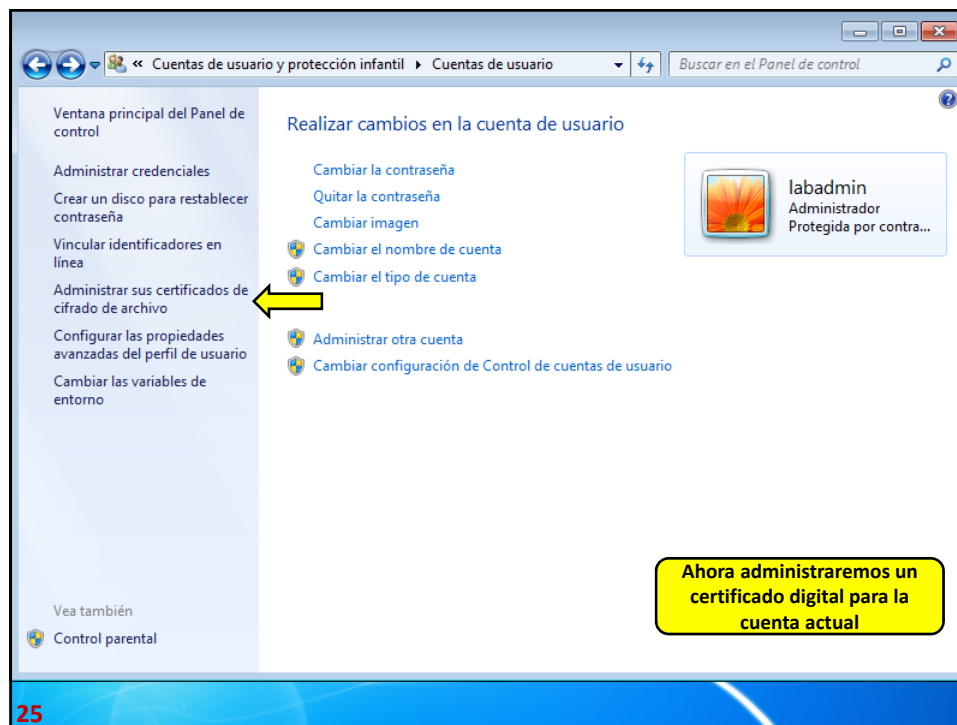 « Cuentas de usuario y protección infantil ▸ Cuentas de usuario
Buscar en el Panel de control
Ventana principal del Panel de
control
Administrar credenciales
Crear un disco para restablecer
contraseña
Vincular identificadores en
línea
Administrar sus certificados de
cifrado de archivo
Configurar las propiedades
avanzadas del perfil de usuario
Cambiar las variables de
entorno
Vea también
Control parental
Realizar cambios en la cuenta de usuario
Cambiar la contraseña
Quitar la contraseña
Cambiar imagen
Cambiar el nombre de cuenta
Cambiar el tipo de cuenta
Administrar otra cuenta
Cambiar configuración de Control de cuentas de usuario
labadmin
Administrador
Protegida por contra...
Ahora administraremos un
certificado digital para la
cuenta actual
25